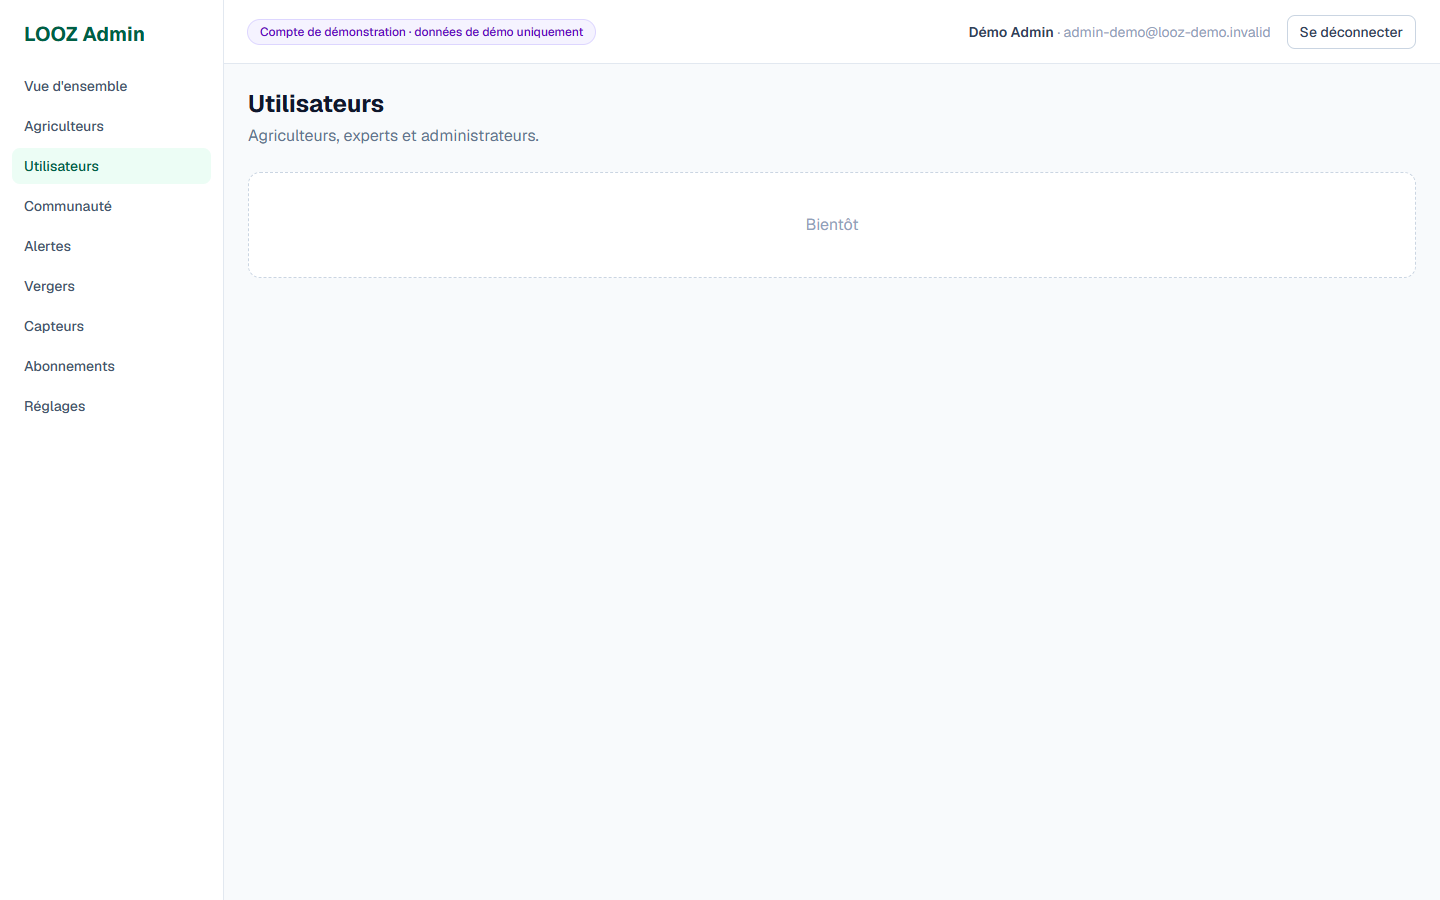 LOOZ Admin
Vue d'ensemble
Agriculteurs
Utilisateurs
Communauté
Alertes
Vergers
Capteurs
Abonnements
Réglages
Compte de démonstration · données de démo uniquement
Démo Admin · admin-demo@looz-demo.invalid
Se déconnecter
Utilisateurs
Agriculteurs, experts et administrateurs.
Bientôt